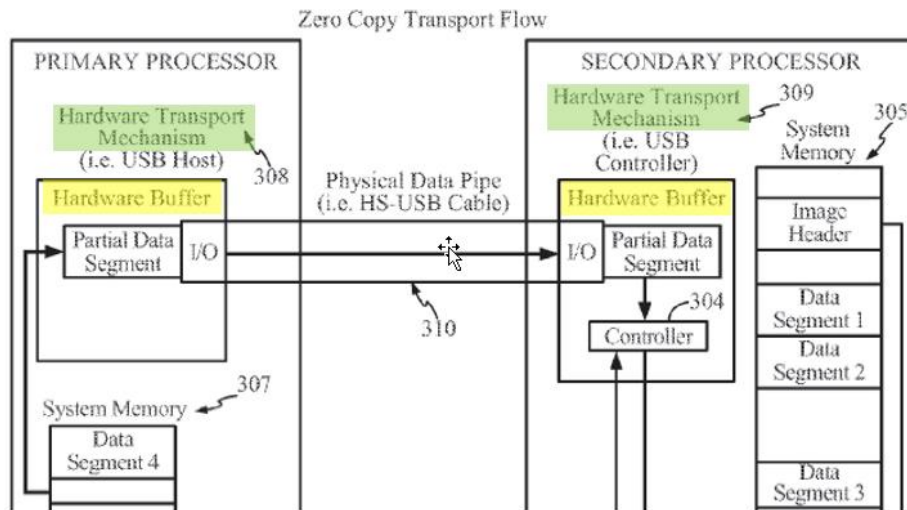 Zero Copy Transport Flow
PRIMARY PROCESSOR
Hardware Transport
Mechanism
(i.e. USB Host)
308
Hardware Buffer
Partial Data
Segment
I/O
System Memory
307
Data
Segment 4
Physical Data Pipe
(i.e. HS-USB Cable)
310
SECONDARY PROCESSOR
Hardware Transport
Mechanism
(i.e. USB
Controller)
309
Hardware Buffer
I/O
Partial Data
Segment
304
Controller
305
System
Memory
Image
Header
Data
Segment 1
Data
Segment 2
Data
Segment 3